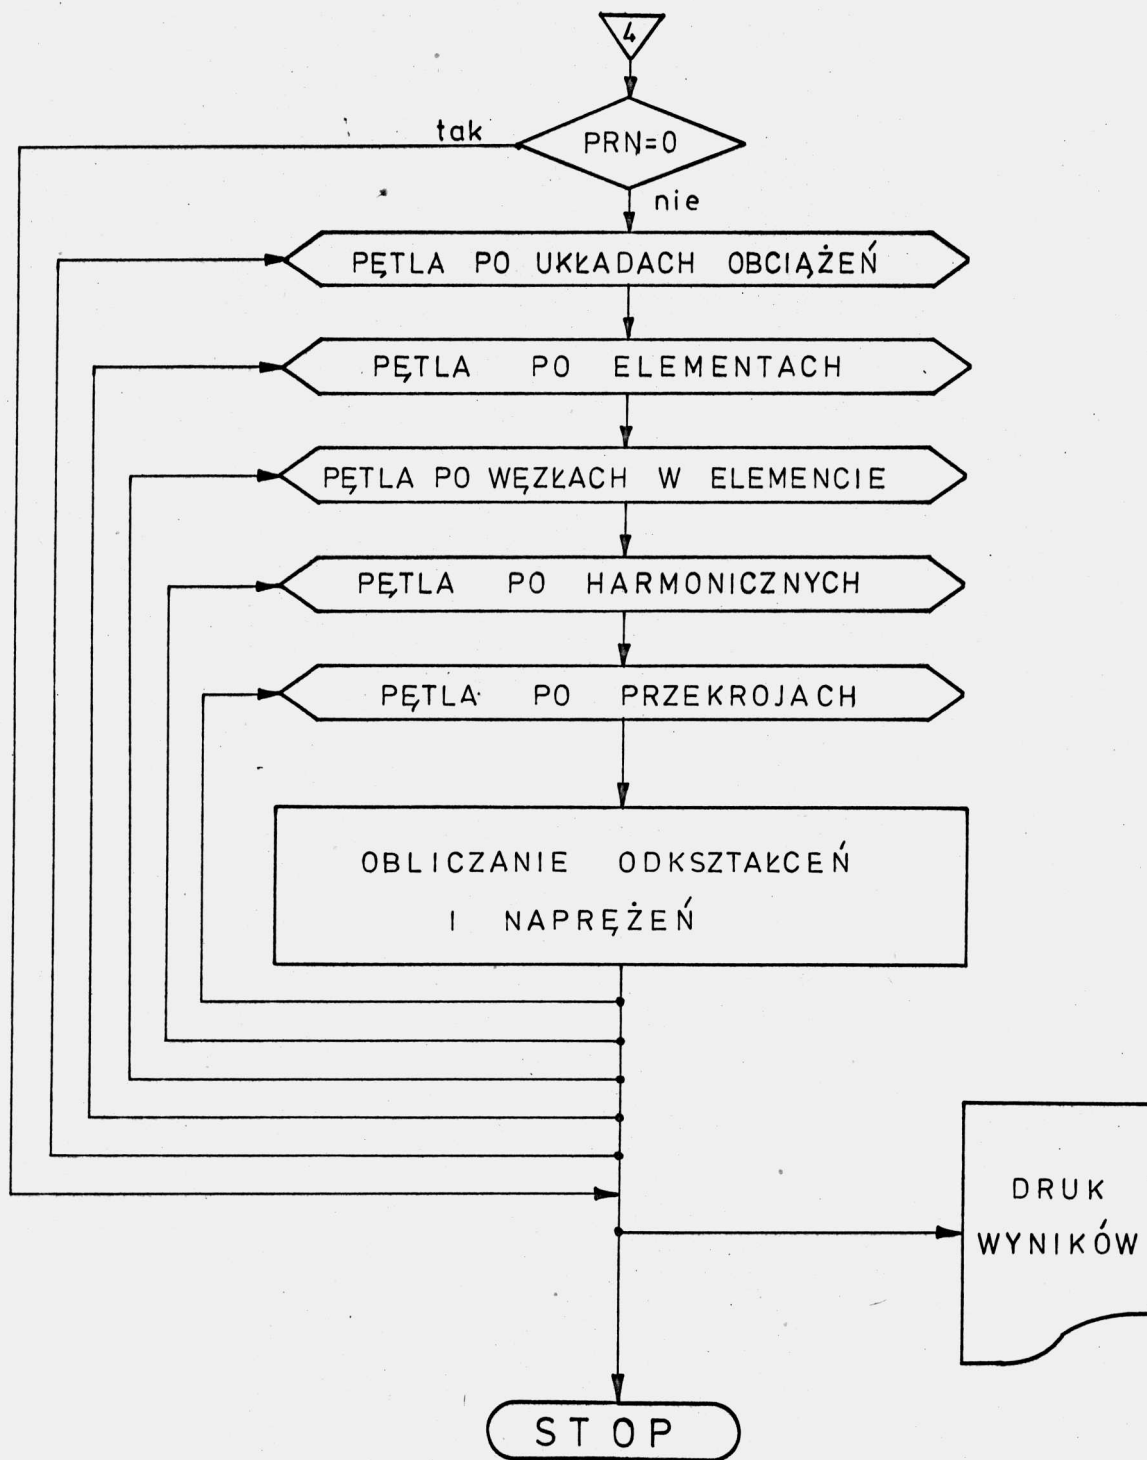 4
PRN=0
tak
nie
PĘTLA PO UKŁADACH OBCIĄŻEŃ
PĘTLA PO ELEMENTACH
PĘTLA PO WĘZŁACH W ELEMENCIE
PĘTLA PO HARMONICZNYCH
PĘTLA PO PRZEKROJACH
OBLICZANIE ODKSZTAŁCEŃ
I NAPRĘŻEŃ
DRUK
WYNIKÓW
STOP